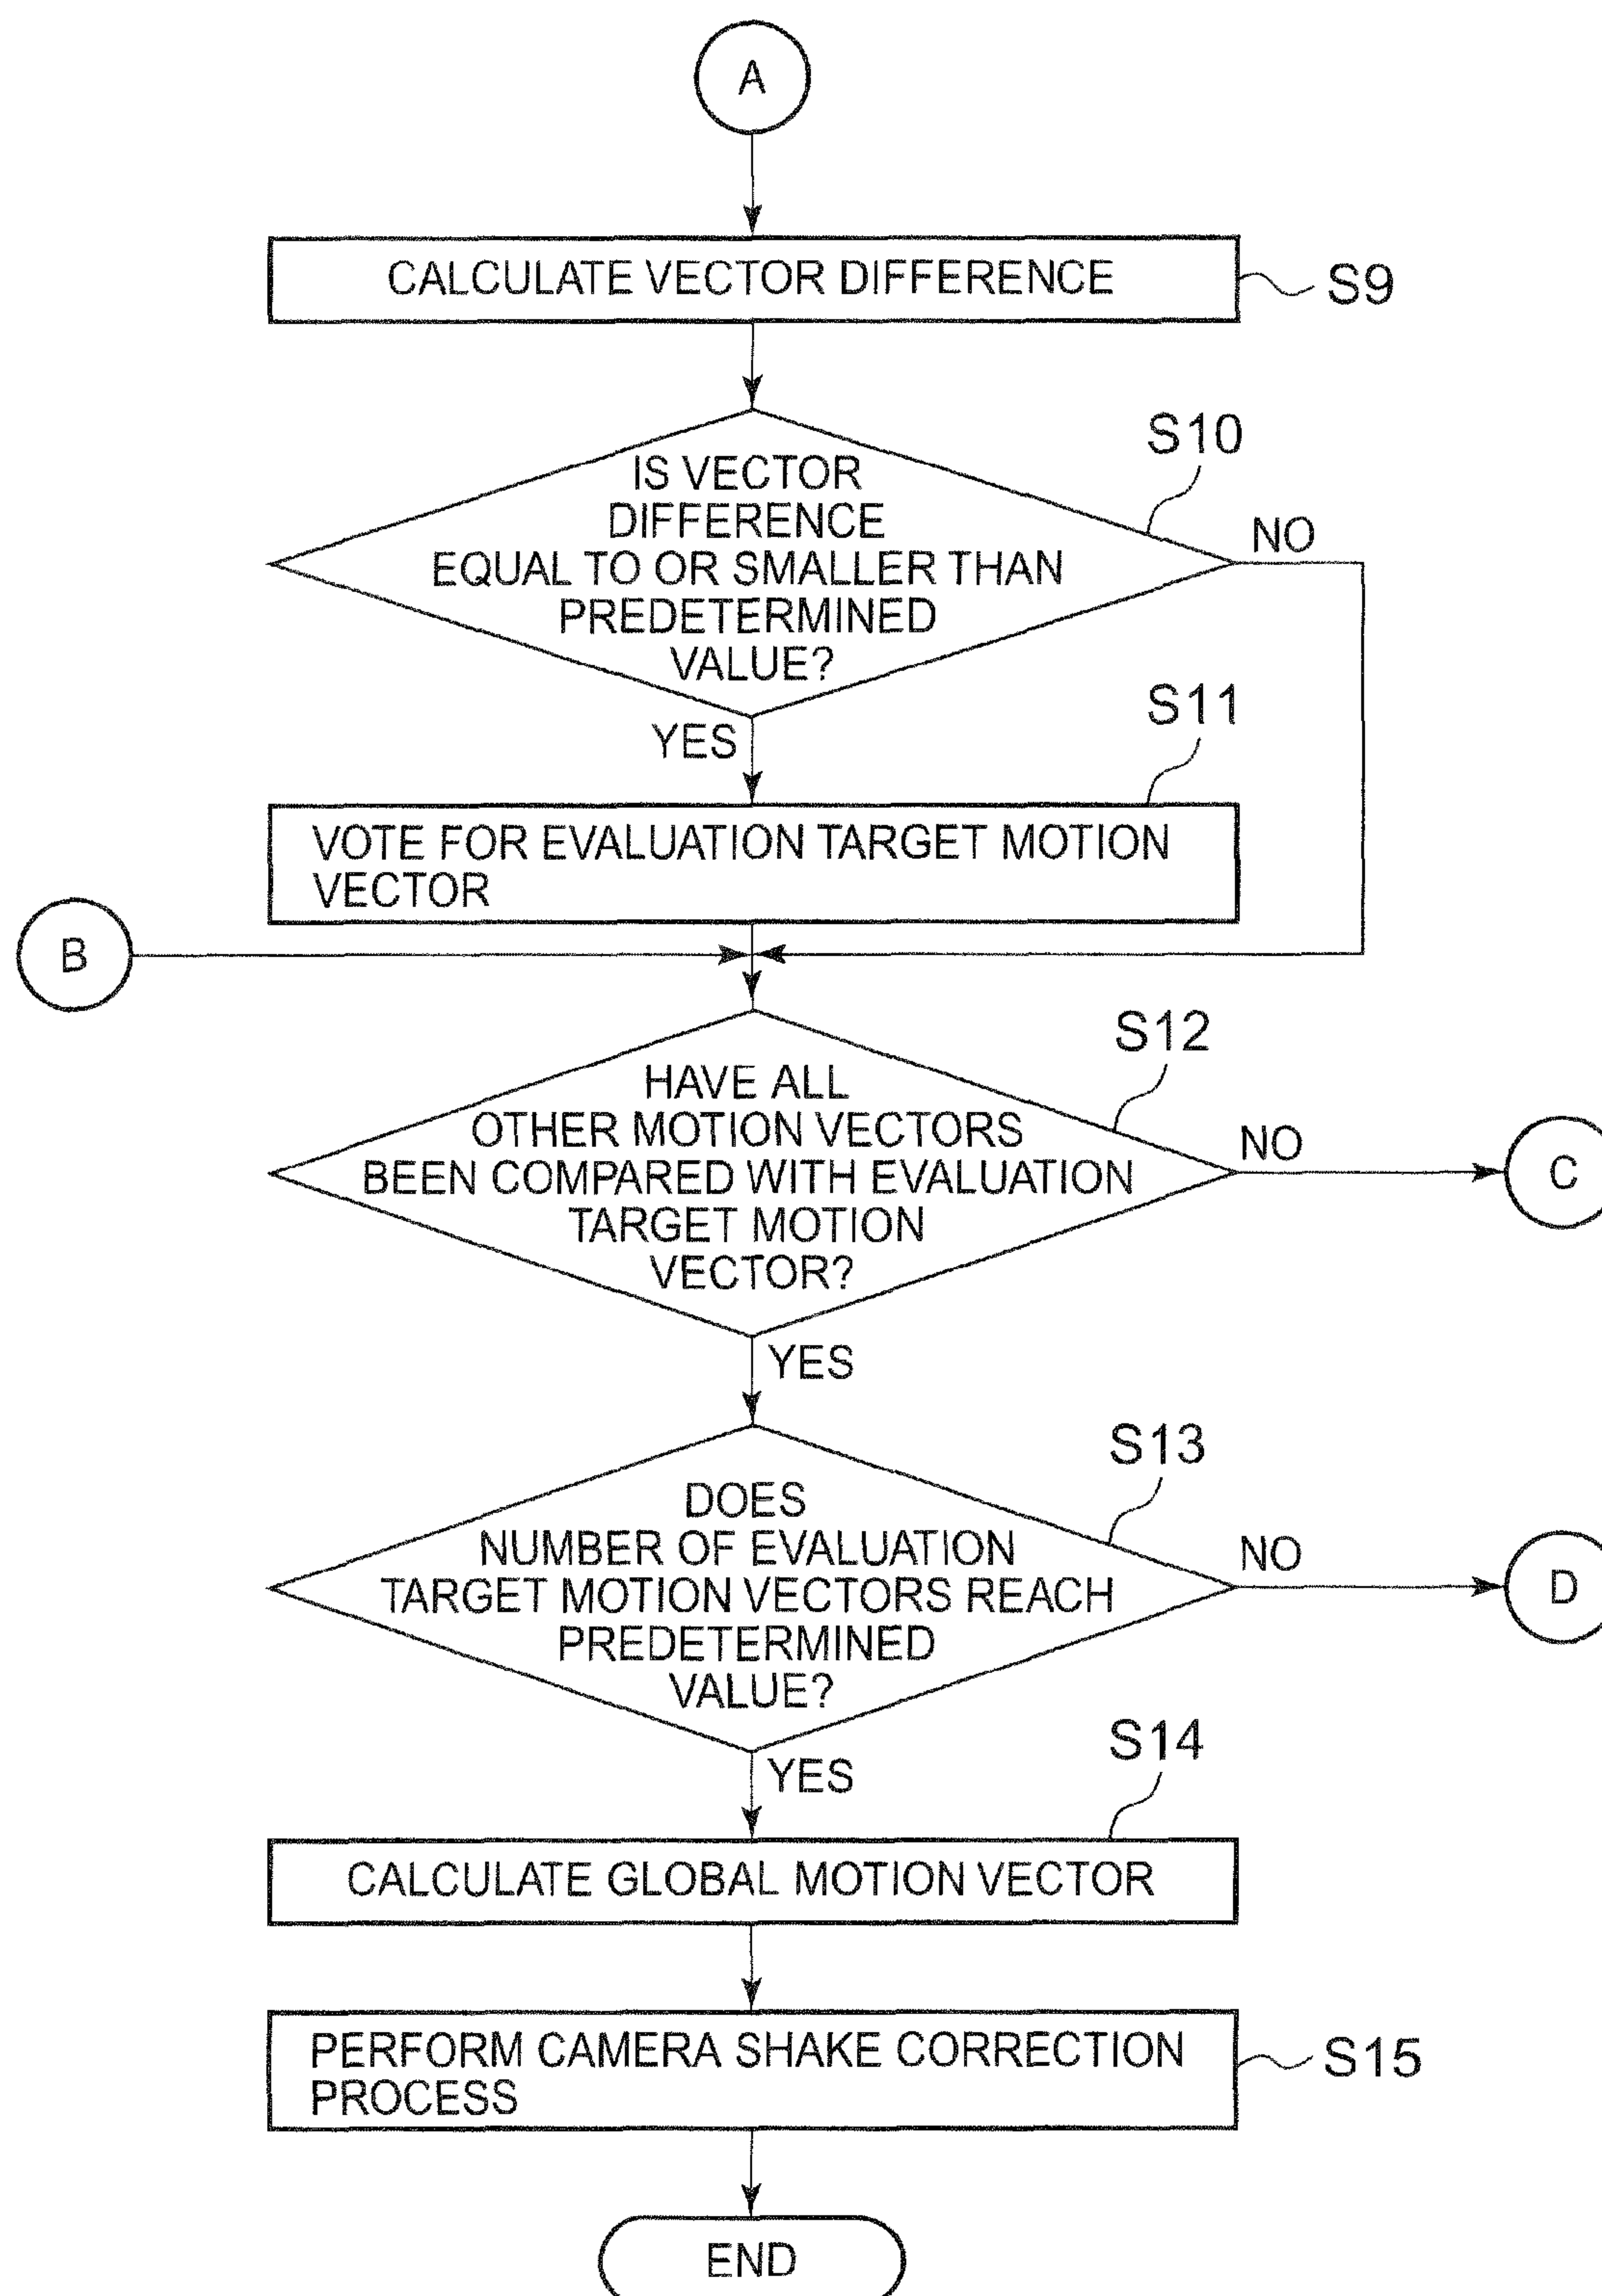 A
CALCULATE VECTOR DIFFERENCE
S9
S10
IS VECTOR
DIFFERENCE
EQUAL TO OR SMALLER THAN
PREDETERMINED
VALUE?
NO
YES
S11
VOTE FOR EVALUATION TARGET MOTION
VECTOR
B
S12
HAVE ALL
OTHER MOTION VECTORS
BEEN COMPARED WITH EVALUATION
TARGET MOTION
VECTOR?
NO
C
YES
S13
DOES
NUMBER OF EVALUATION
TARGET MOTION VECTORS REACH
PREDETERMINED
VALUE?
NO
D
YES
S14
CALCULATE GLOBAL MOTION VECTOR
PERFORM CAMERA SHAKE CORRECTION
PROCESS
S15
END